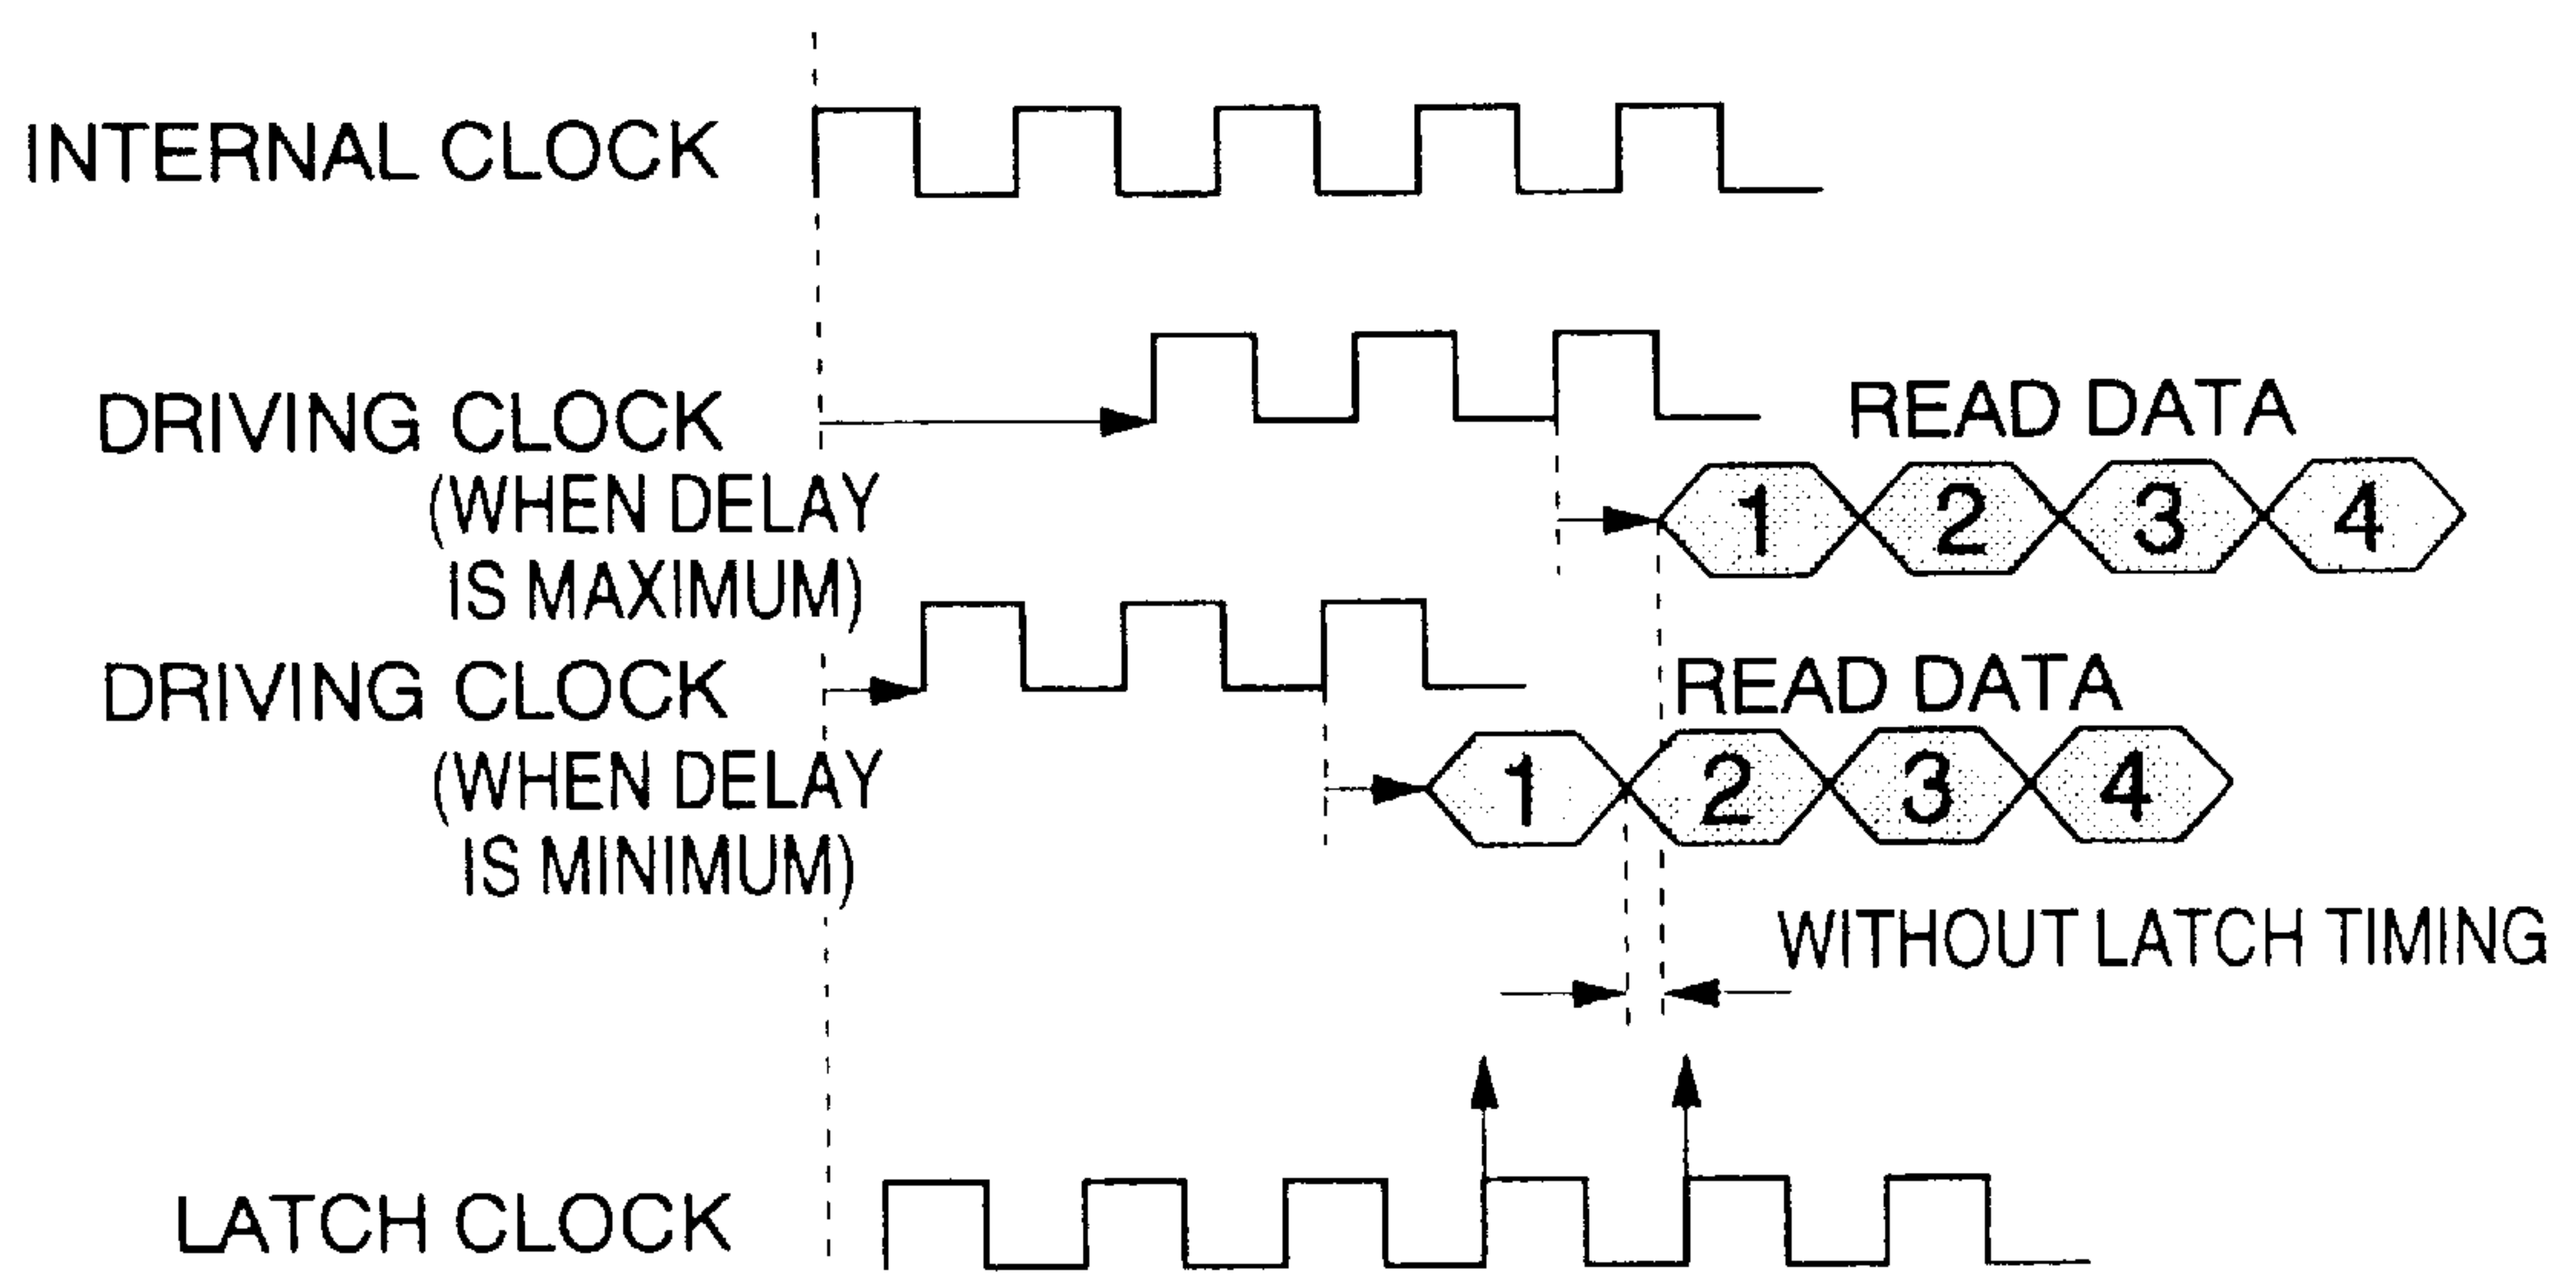 INTERNAL CLOCK
DRIVING CLOCK
(WHEN DELAY
IS MAXIMUM)
READ DATA
1 2 3 4
DRIVING CLOCK
(WHEN DELAY
IS MINIMUM)
READ DATA
1 2 3 4
WITHOUT LATCH TIMING
LATCH CLOCK